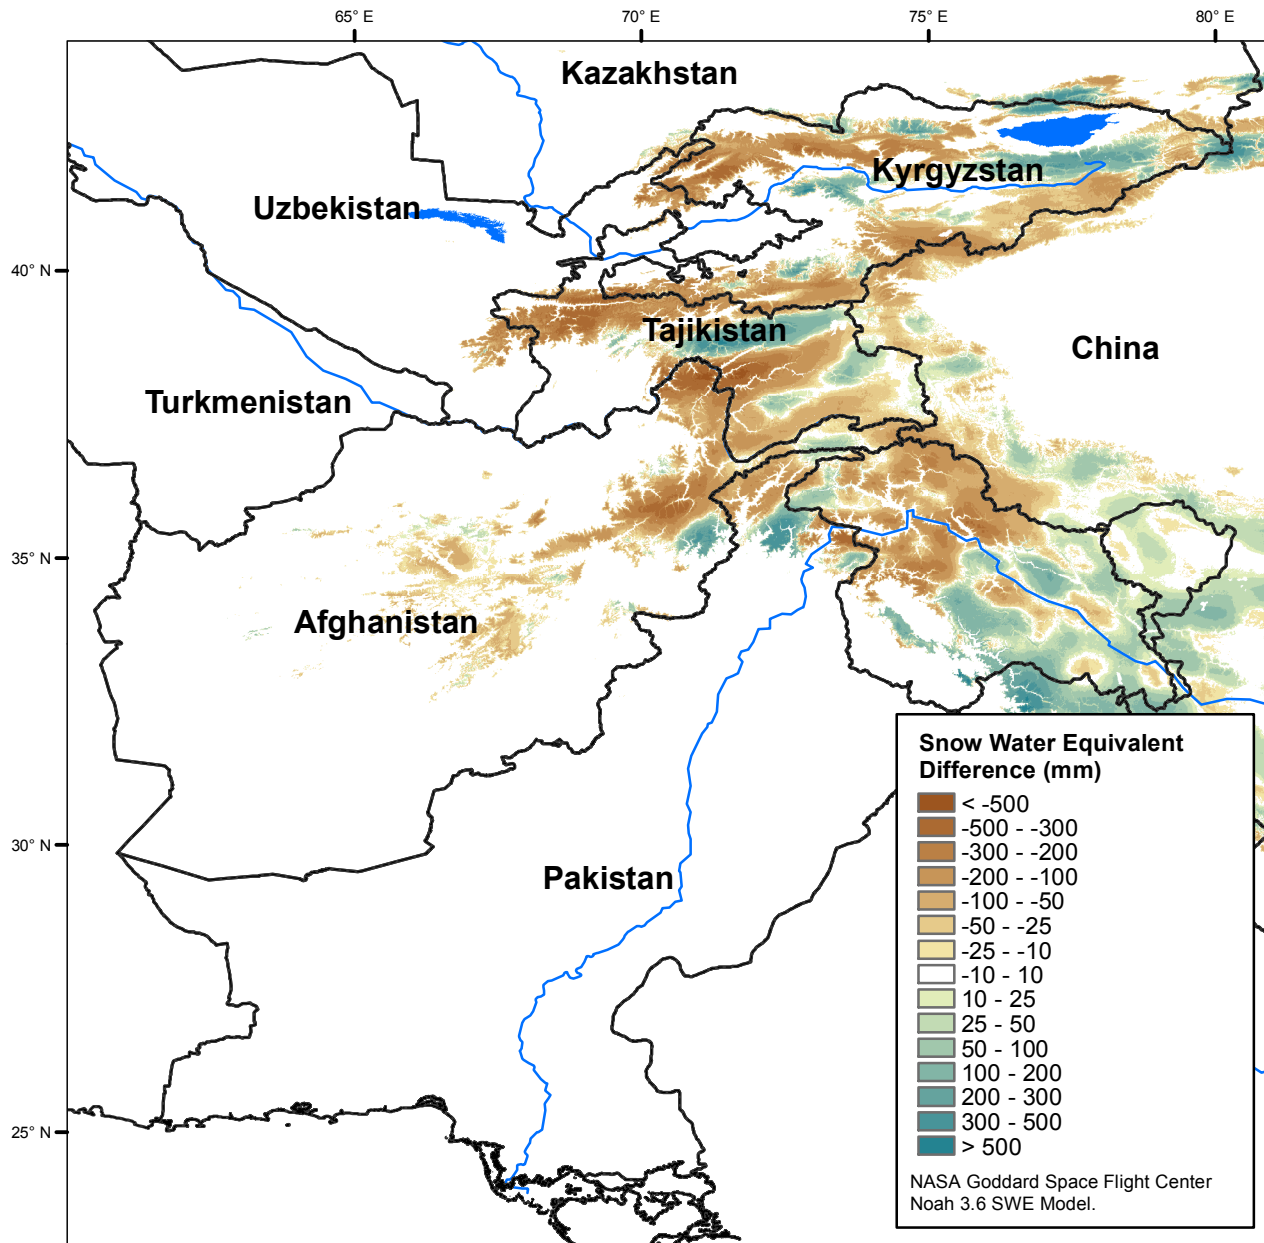 65° E
70° E
75° E
80° E
Kazakhstan
Kyrgyzstan
Uzbekistan
40° N
Tajikistan
China
Turkmenistan
35° N
Afghanistan
30° N
Pakistan
25° N
Snow Water Equivalent
Difference (mm)
< -500
-500 - -300
-300 - -200
-200 - -100
-100 - -50
-50 - -25
-25 - -10
-10 - 10
10 - 25
25 - 50
50 - 100
100 - 200
200 - 300
300 - 500
> 500
NASA Goddard Space Flight Center
Noah 3.6 SWE Model.